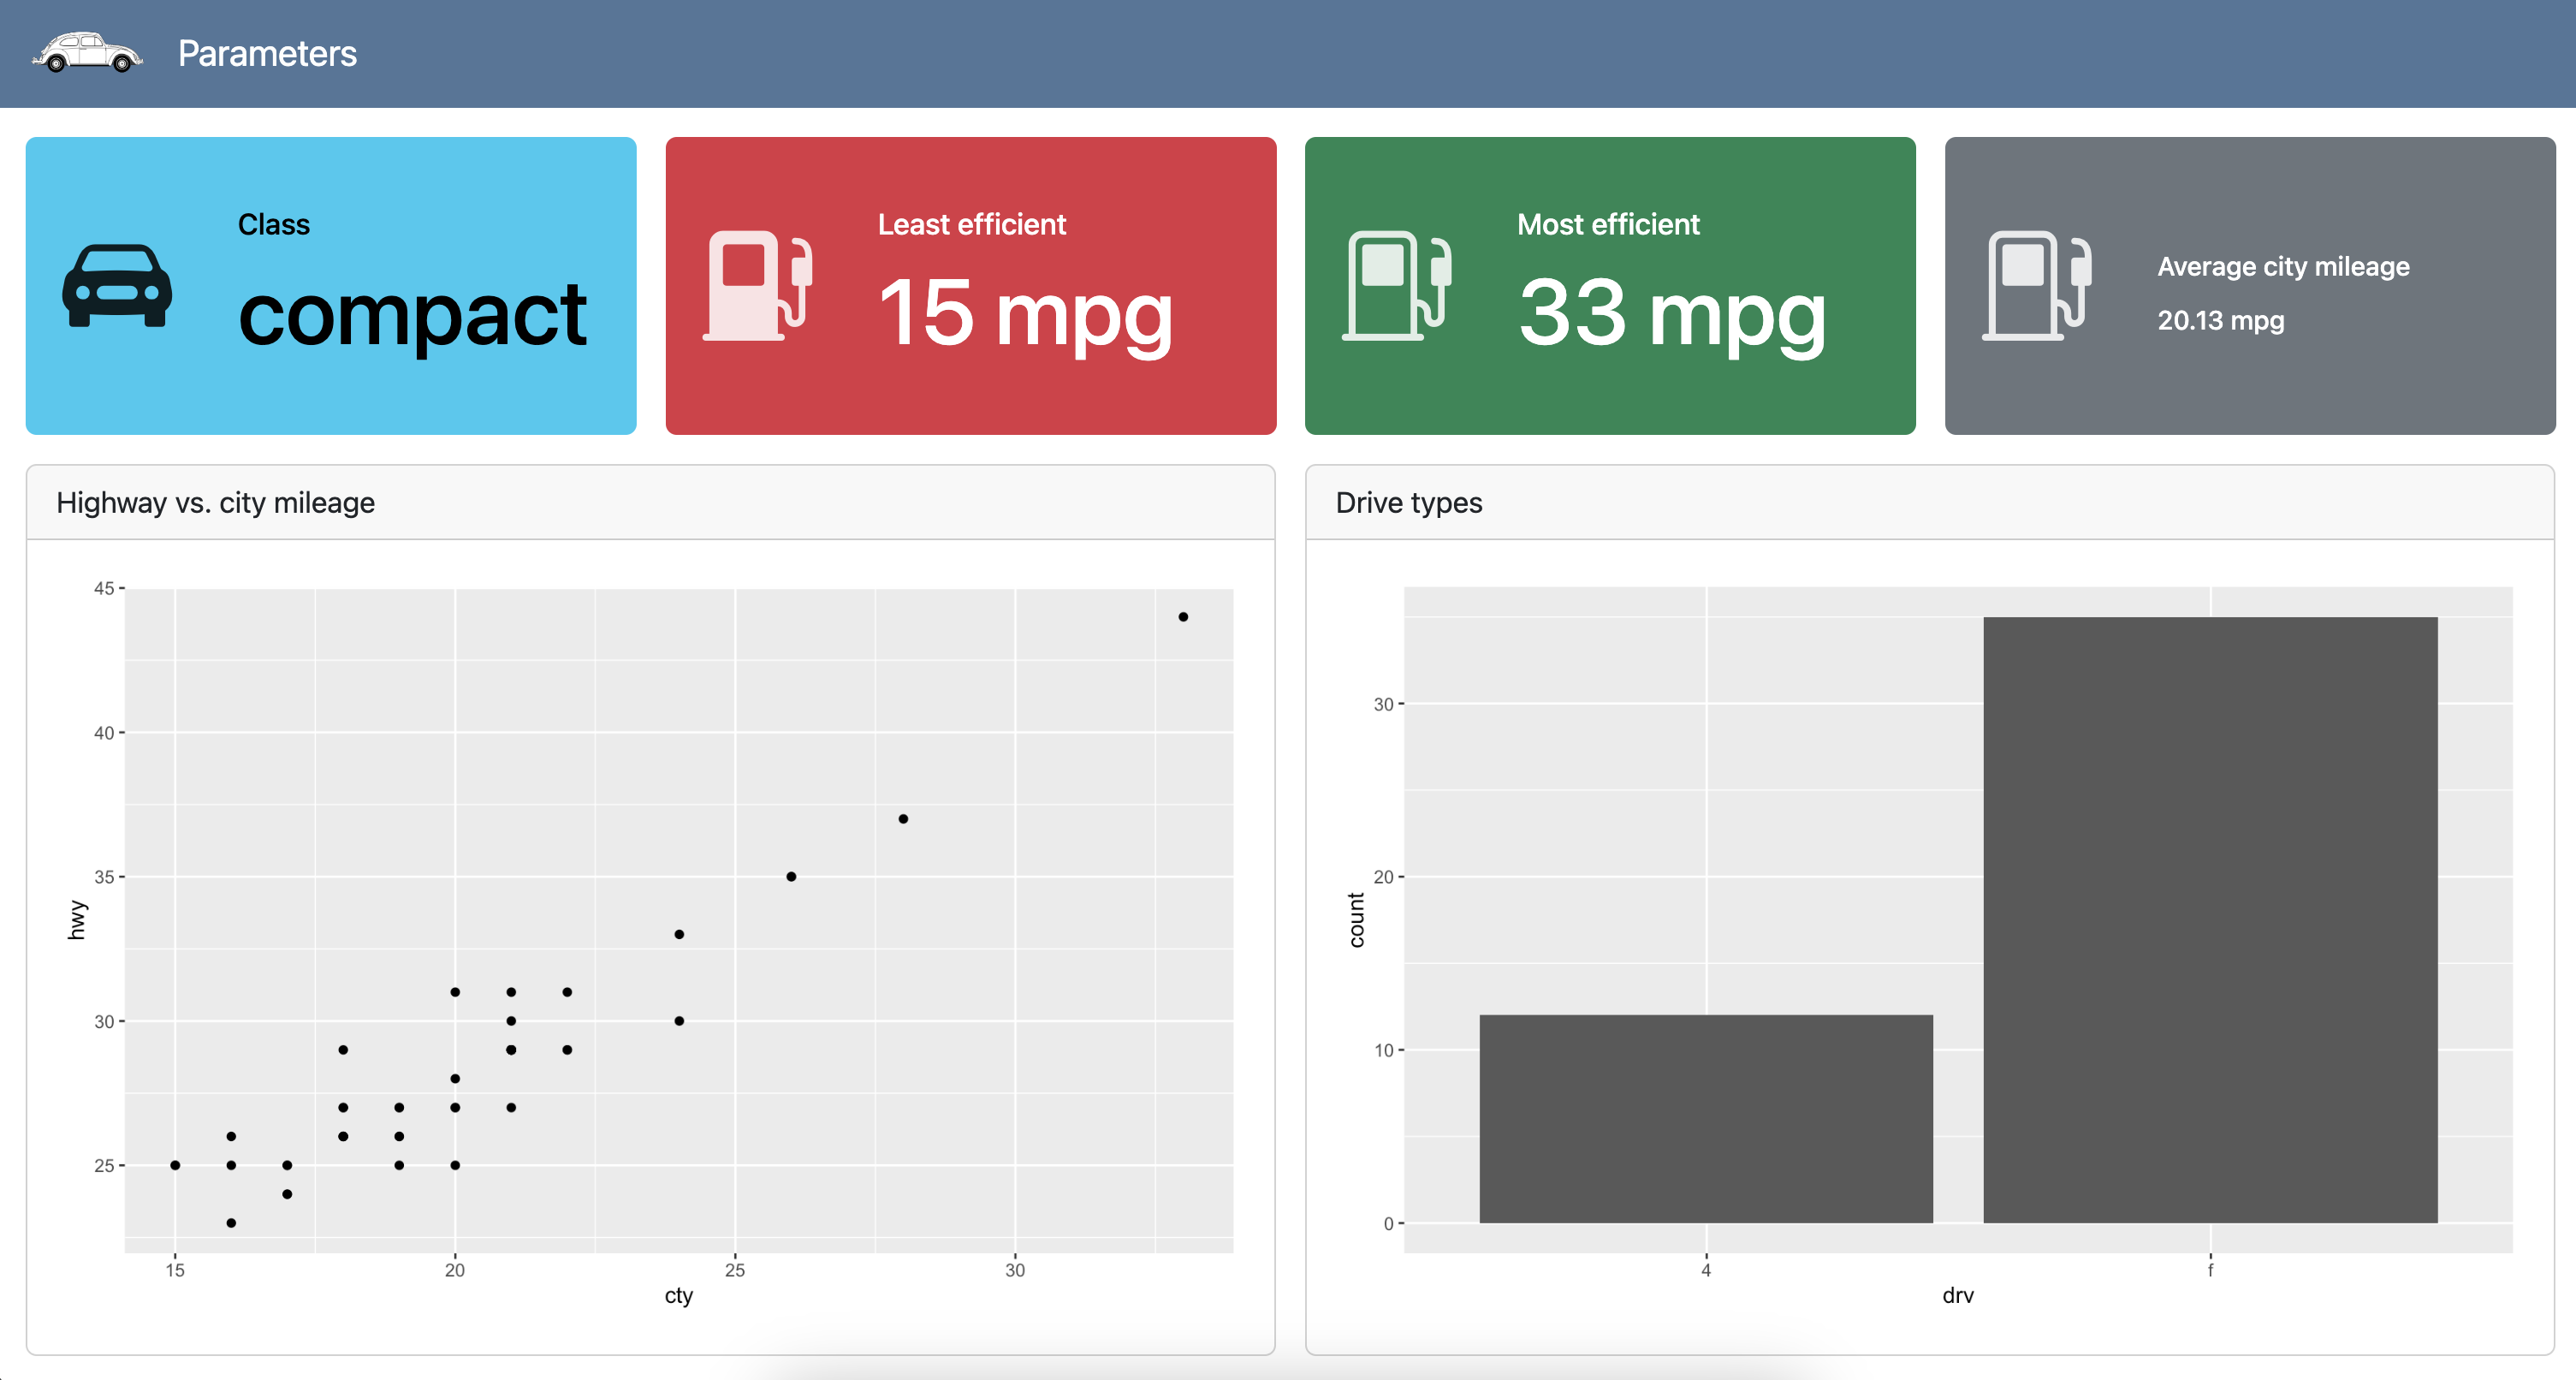 Parameters
Class
compact
Least efficient
15 mpg
Most efficient
33 mpg
Average city mileage
20.13 mpg
Highway vs. city mileage
45
40
35
30
25
hwy
15 20 25 30
cty
Drive types
30
20
10
0
count
4 f
drv